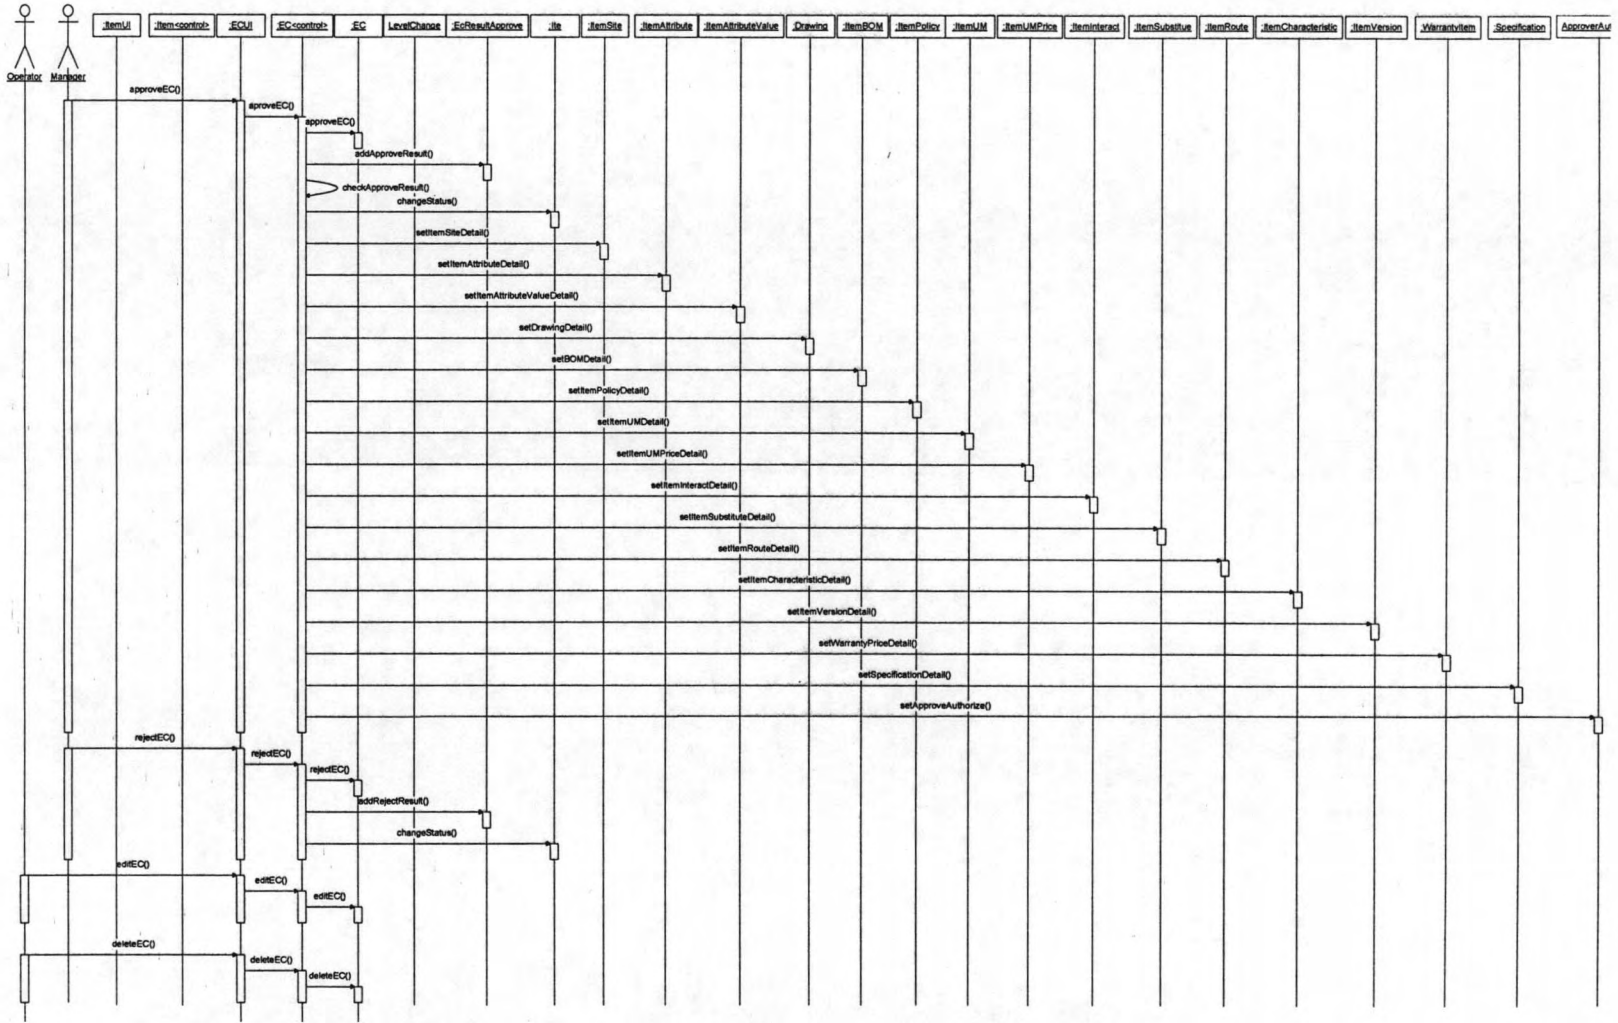 :ItemUI :Item<control> :ECUI :EC<control> :EC LevelChange :EcResultApprove :Ite :ItemSite :ItemAttribute :ItemAttributeValue :Drawing :ItemBOM :ItemPolicy :ItemUM :ItemUMPrice :ItemInteract :ItemSubstitue :ItemRoute :ItemCharacteristic :ItemVersion :WarrantyItem :Specification ApproverAu
Operator Manager
approveEC()
aproveEC()
approveEC()
addApproveResult()
checkApproveResult()
changeStatus()
setItemSiteDetail()
setItemAttributeDetail()
setItemAttributeValueDetail()
setDrawingDetail()
setBOMDetail()
setItemPolicyDetail()
setItemUMDetail()
setItemUMPriceDetail()
setItemInteractDetail()
setItemSubstituteDetail()
setItemRouteDetail()
setItemCharacteristicDetail()
setItemVersionDetail()
setWarrantyPriceDetail()
setSpecificationDetail()
setApproveAuthorize()
rejectEC()
rejectEC()
rejectEC()
addRejectResult()
changeStatus()
editEC()
editEC()
editEC()
deleteEC()
deleteEC()
deleteEC()